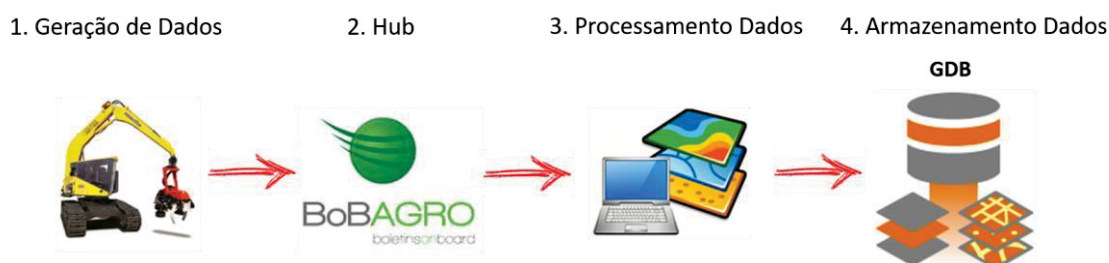 1. Geração de Dados
2. Hub
3. Processamento Dados
4. Armazenamento Dados
GDB
BoBAGRO
boletinsonboard